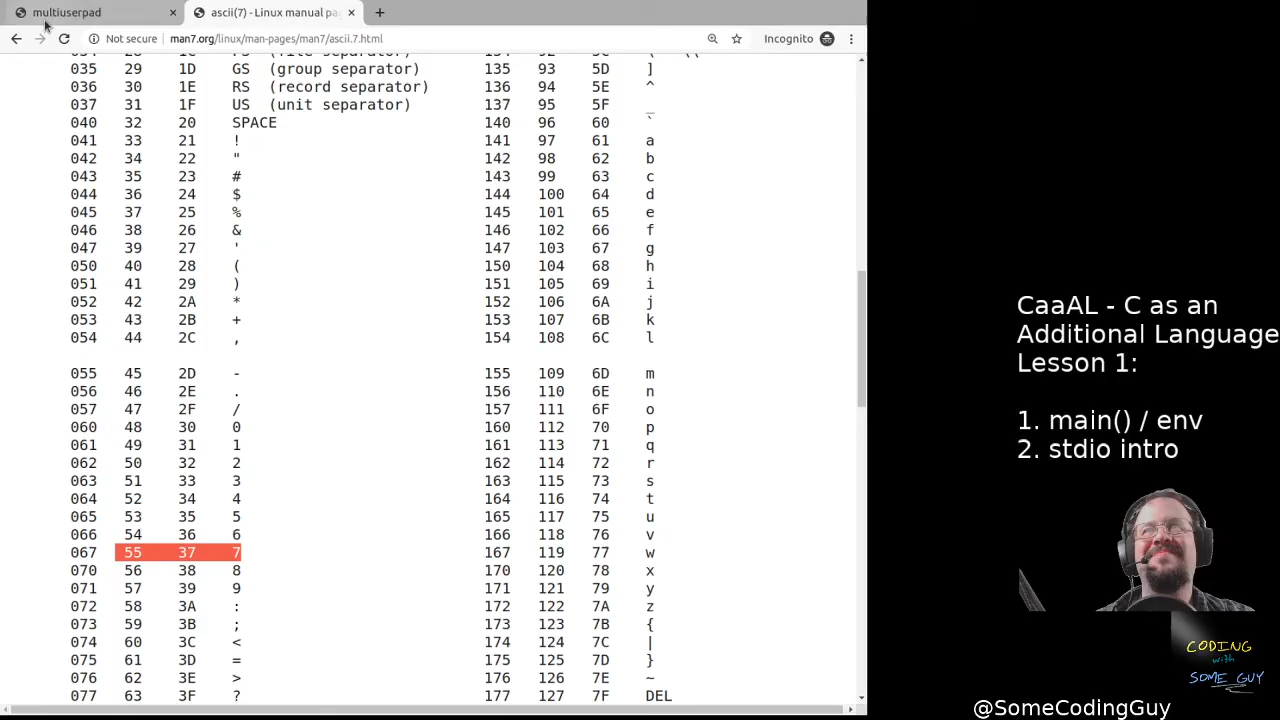 multiuserpad
ascii(7) - Linux manual pa
Not secure
man7.org/linux/man-pages/man7/ascii.7.html
Incognito
035 29 1D GS (group separator) 135 93 5D ]
036 30 1E RS (record separator) 136 94 5E ^
037 31 1F US (unit separator) 137 95 5F _
040 32 20 SPACE 140 96 60 `
041 33 21 ! 141 97 61 a
042 34 22 " 142 98 62 b
043 35 23 # 143 99 63 c
044 36 24 $ 144 100 64 d
045 37 25 % 145 101 65 e
046 38 26 & 146 102 66 f
047 39 27 ' 147 103 67 g
050 40 28 ( 150 104 68 h
051 41 29 ) 151 105 69 i
052 42 2A * 152 106 6A j
053 43 2B + 153 107 6B k
054 44 2C , 154 108 6C l
055 45 2D - 155 109 6D m
056 46 2E . 156 110 6E n
057 47 2F / 157 111 6F o
060 48 30 0 160 112 70 p
061 49 31 1 161 113 71 q
062 50 32 2 162 114 72 r
063 51 33 3 163 115 73 s
064 52 34 4 164 116 74 t
065 53 35 5 165 117 75 u
066 54 36 6 166 118 76 v
067 55 37 7 167 119 77 w
070 56 38 8 170 120 78 x
071 57 39 9 171 121 79 y
072 58 3A : 172 122 7A z
073 59 3B ; 173 123 7B {
074 60 3C < 174 124 7C |
075 61 3D = 175 125 7D }
076 62 3E > 176 126 7E ~
077 63 3F ? 177 127 7F DEL
CaaAL - C as an
Additional Language
Lesson 1:
1. main() / env
2. stdio intro
CODING
with
SOME GUY
@SomeCodingGuy